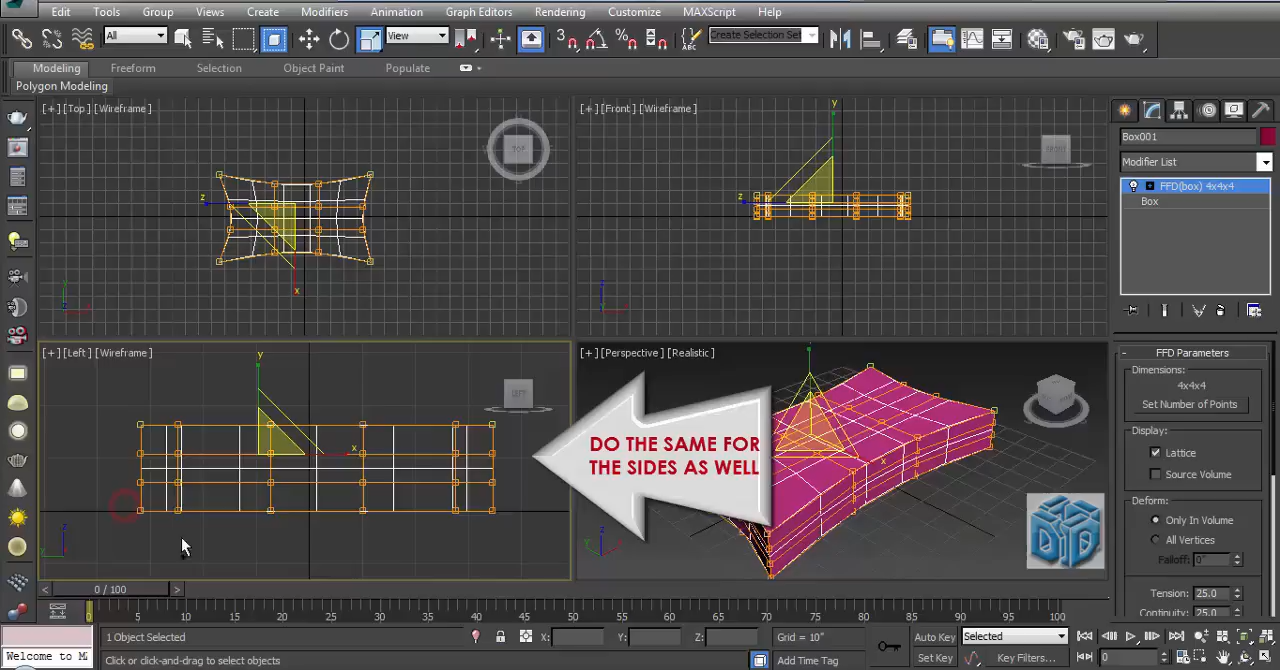 Edit Tools Group Views Create Modifiers Animation Graph Editors Rendering Customize MAXScript Help
All View Create Selection Se
Modeling Freeform Selection Object Paint Populate
Polygon Modeling
[+] [Top] [Wireframe]
TOP
z
x
[+] [Front] [Wireframe]
y
FRONT
z
Box001
Modifier List
FFD(box) 4x4x4
Box
[+] [Left] [Wireframe]
y
LEFT
x
[+] [Perspective] [Realistic]
DO THE SAME FOR
THE SIDES AS WELL
FFD Parameters
Dimensions:
4x4x4
Set Number of Points
Display:
Lattice
Source Volume
Deform:
Only In Volume
All Vertices
Falloff: 0"
Tension: 25.0
Continuity: 25.0
0 / 100
0 5 10 15 20 25 30 35 40 45 50 55 60 65 70 75 80 85 90 95 100
1 Object Selected X: Y: Z: Grid = 10" Auto Key Selected
Welcome to M Click or click-and-drag to select objects Add Time Tag Set Key Key Filters... 0